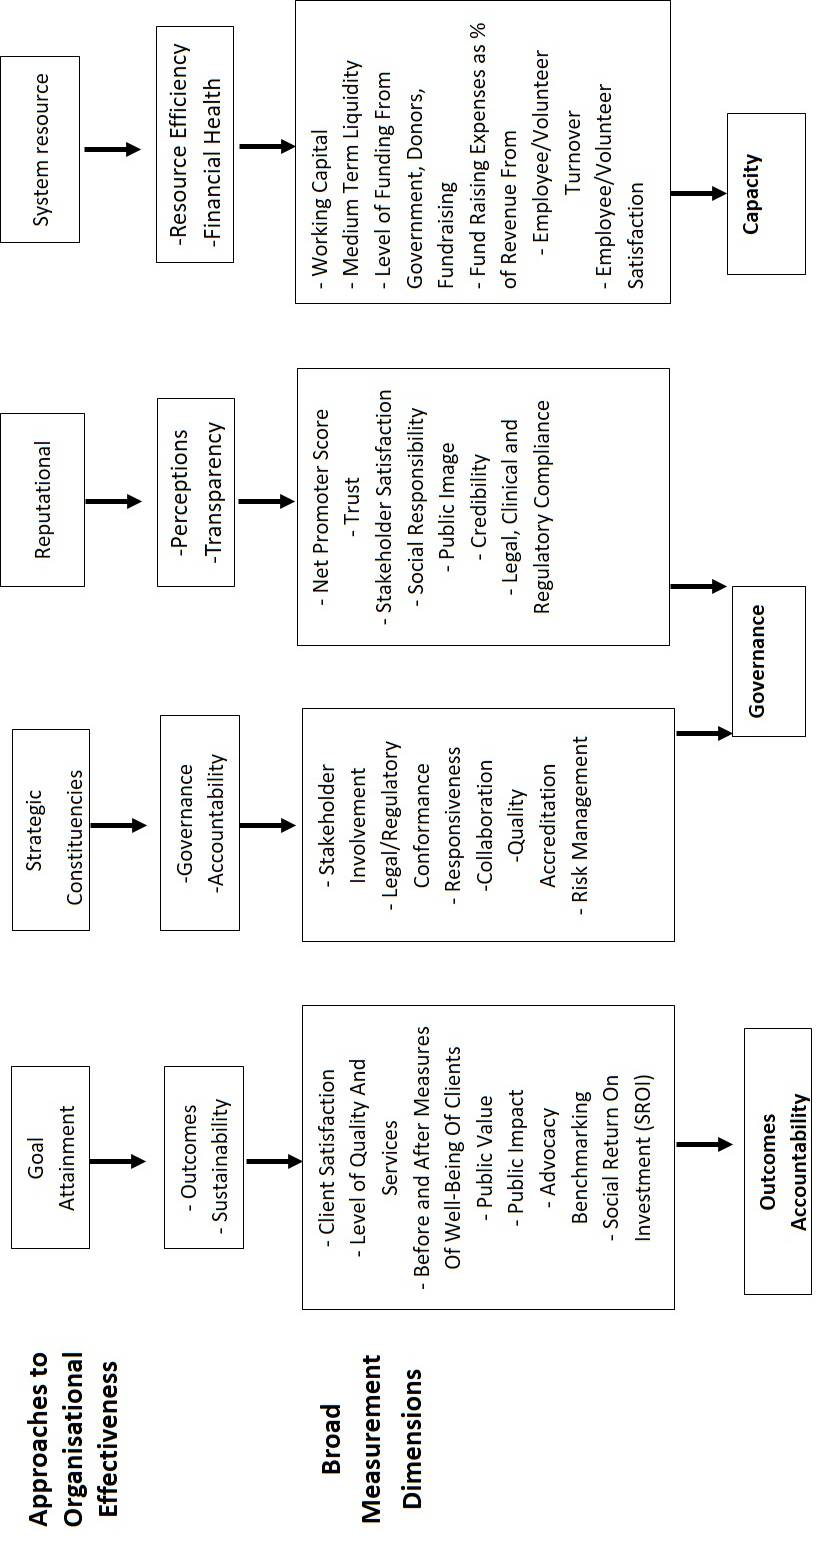 Approaches to
Organisational
Effectiveness
Goal
Attainment
Strategic
Constituencies
Reputational
System resource
- Outcomes
- Sustainability
-Governance
-Accountability
-Perceptions
-Transparency
-Resource Efficiency
-Financial Health
Broad
Measurement
Dimensions
- Client Satisfaction
- Level of Quality And
Services
- Before and After Measures
Of Well-Being Of Clients
- Public Value
- Public Impact
- Advocacy
Benchmarking
- Social Return On
Investment (SROI)
- Stakeholder
Involvement
- Legal/Regulatory
Conformance
- Responsiveness
-Collaboration
-Quality
Accreditation
- Risk Management
- Net Promoter Score
- Trust
- Stakeholder Satisfaction
- Social Responsibility
- Public Image
- Credibility
- Legal, Clinical and
Regulatory Compliance
- Working Capital
- Medium Term Liquidity
- Level of Funding From
Government, Donors,
Fundraising
- Fund Raising Expenses as %
of Revenue From
- Employee/Volunteer
Turnover
- Employee/Volunteer
Satisfaction
Outcomes
Accountability
Governance
Capacity